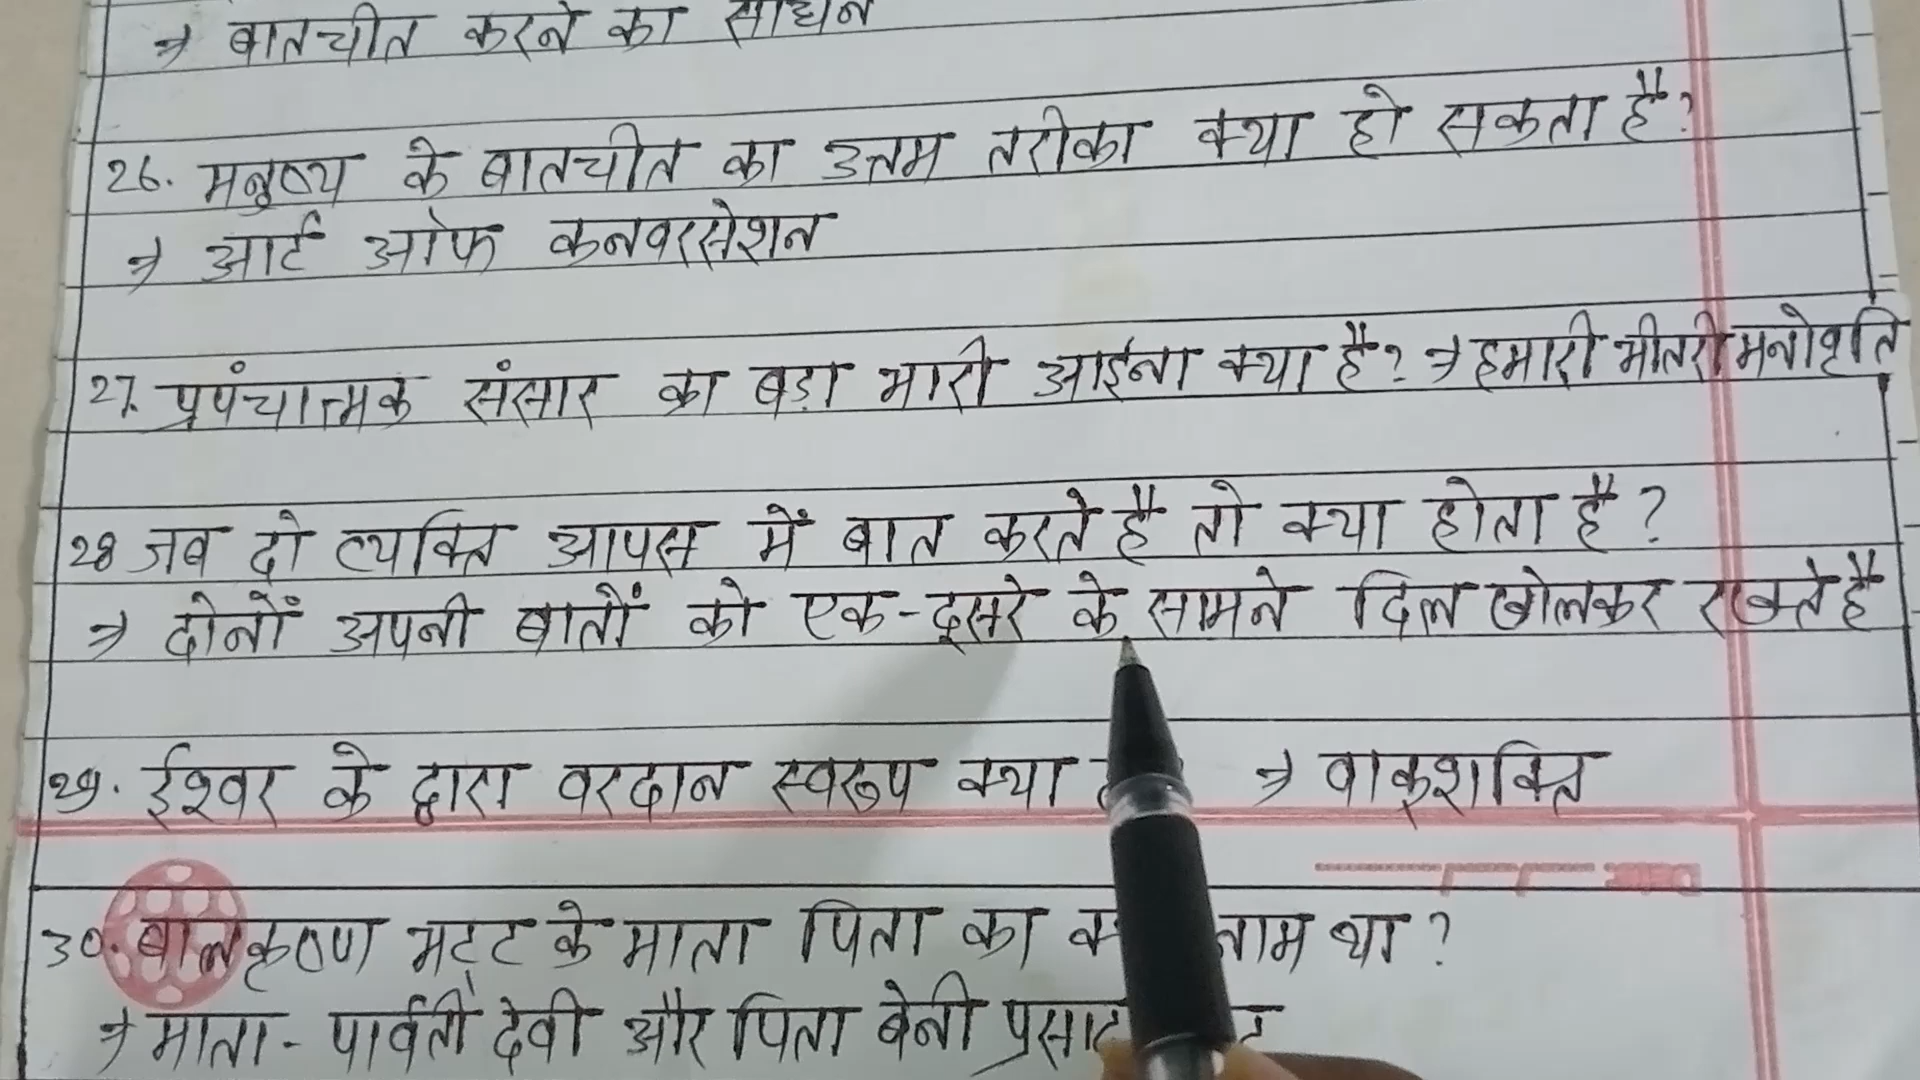 → बातचीत करने का साधन
26. मनुष्य के बातचीत का उत्तम तरीका क्या हो सकता है?
→ आर्ट ऑफ कनवरसेशन
27. प्रपंचात्मक संसार का बड़ा भारी आईना क्या है? → हमारी भीतरी मनोवृति
28 जब दो व्यक्ति आपस में बात करते है तो क्या होता है?
→ दोनों अपनी बातों को एक-दूसरे के सामने दिल खोलकर रखते है
29. ईश्वर के द्वारा वरदान स्वरूप क्या → वाक्शक्ति
30. बालकृष्ण भट्ट के माता पिता का नाम था?
→ माता - पार्वती देवी और पिता बेनी